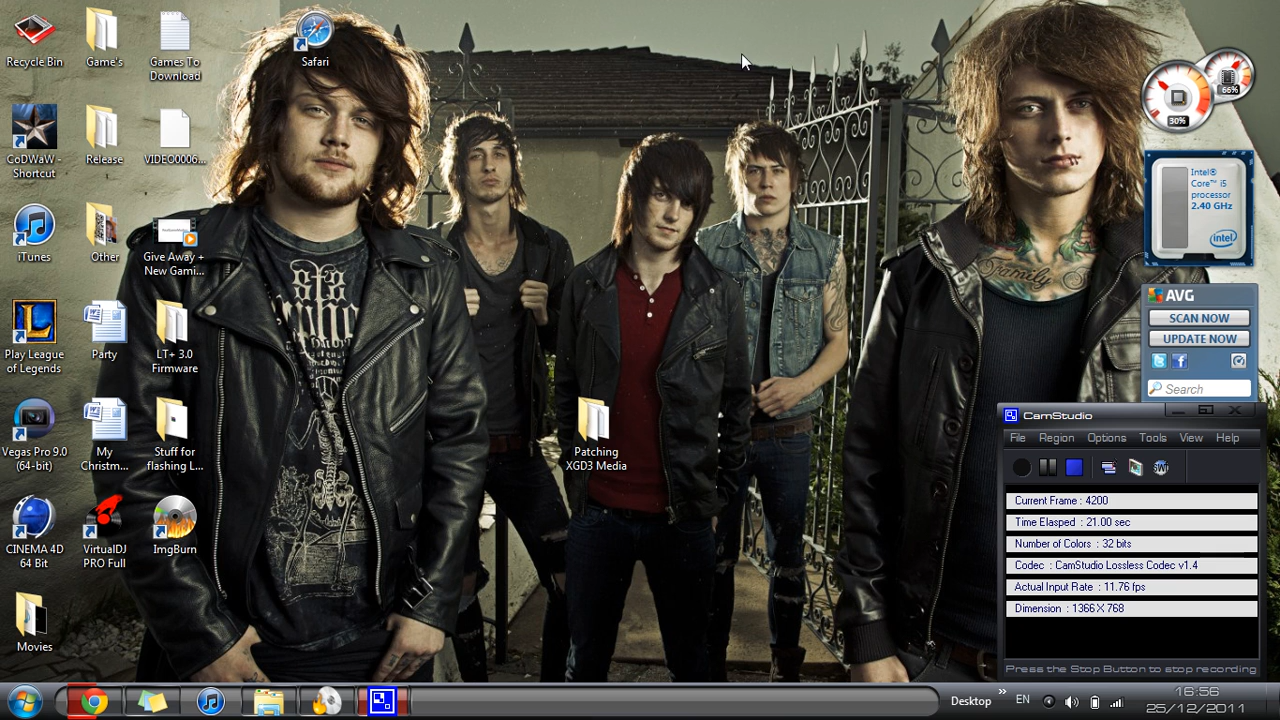 Recycle Bin
Game's
Games To
Download
Safari
CoDWaW -
Shortcut
Release
VIDEO0006...
iTunes
Other
Give Away +
New Gami...
Play League
of Legends
Party
LT+ 3.0
Firmware
Vegas Pro 9.0
(64-bit)
My
Christm...
Stuff for
flashing L...
Patching
XGD3 Media
CINEMA 4D
64 Bit
VirtualDJ
PRO Full
ImgBurn
Movies
Family
66%
30%
Intel®
Core™ i5
processor
2.40 GHz
intel
AVG
SCAN NOW
UPDATE NOW
Search
CamStudio
File Region Options Tools View Help
SWF
Current Frame : 4200
Time Elasped : 21.00 sec
Number of Colors : 32 bits
Codec : CamStudio Lossless Codec v1.4
Actual Input Rate : 11.76 fps
Dimension : 1366 X 768
Press the Stop Button to stop recording
Desktop
EN
16:56
25/12/2011